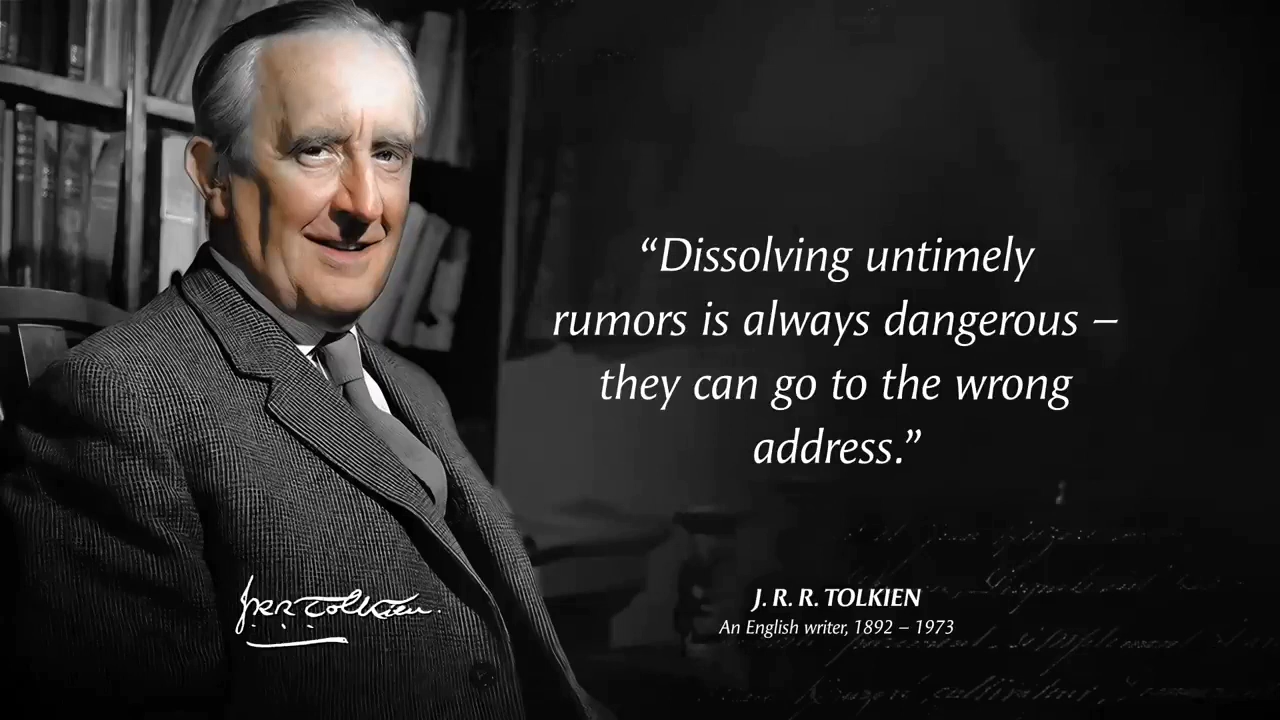 “Dissolving untimely
rumors is always dangerous –
they can go to the wrong
address.”
J.R.R. Tolkien.
J. R. R. TOLKIEN
An English writer, 1892 – 1973